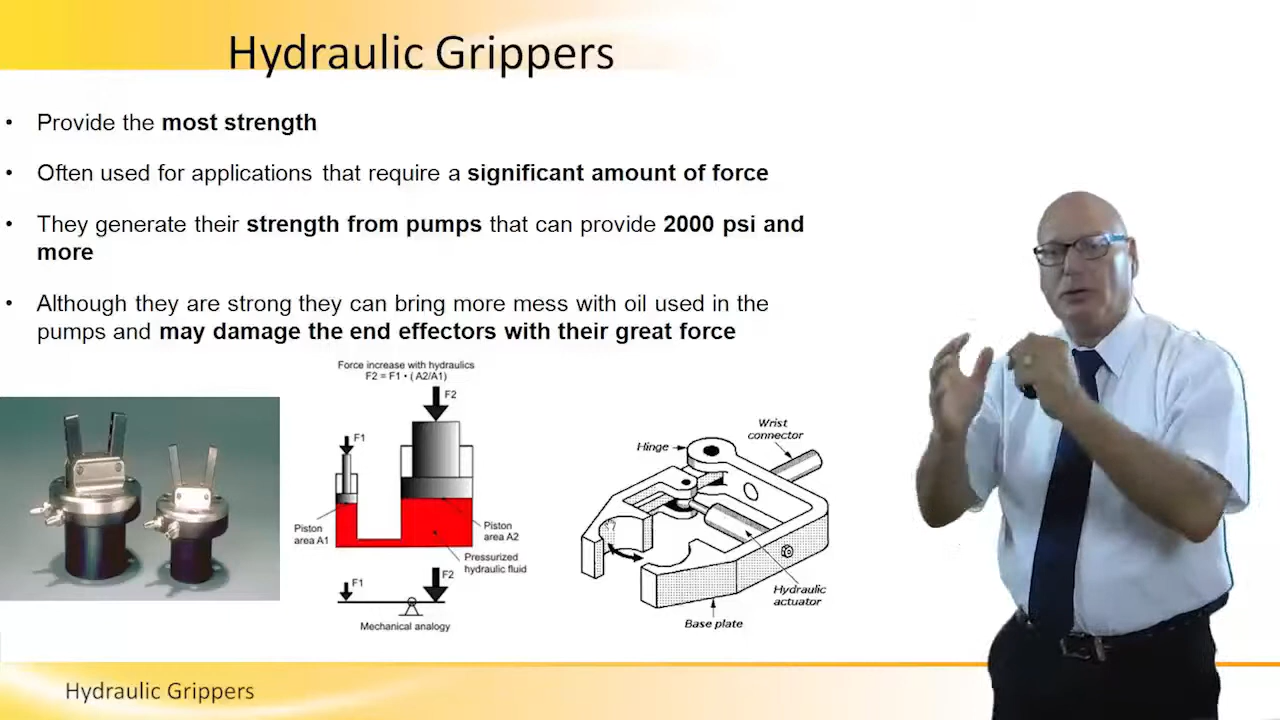 Hydraulic Grippers
• Provide the most strength
• Often used for applications that require a significant amount of force
• They generate their strength from pumps that can provide 2000 psi and
more
• Although they are strong they can bring more mess with oil used in the
pumps and may damage the end effectors with their great force
Force increase with hydraulics
F2 = F1 • ( A2/A1)
F2
F1
Piston
area A1
Piston
area A2
Pressurized
hydraulic fluid
F1
F2
Mechanical analogy
Wrist
connector
Hinge
Hydraulic
actuator
Base plate
Hydraulic Grippers